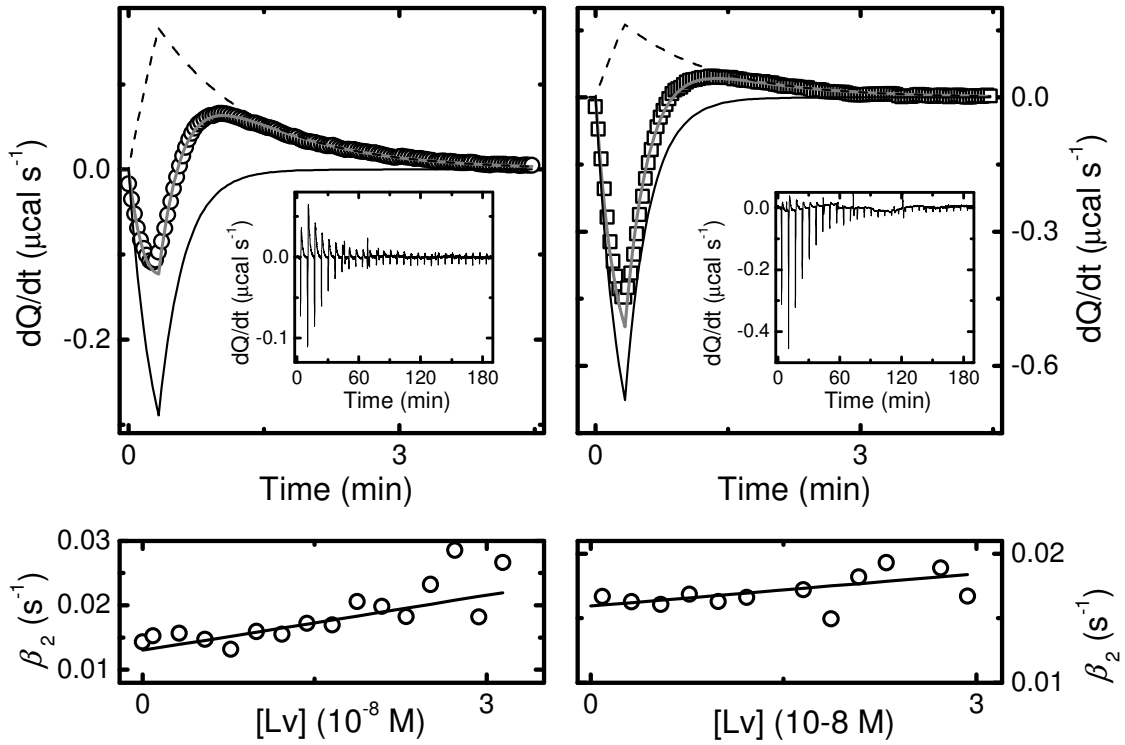 0.0
-0.2
dQ/dt (μcal s⁻¹)
0
3
Time (min)
0.0
-0.1
dQ/dt (μcal s⁻¹)
0
60
120
180
Time (min)
0.0
-0.3
-0.6
dQ/dt (μcal s⁻¹)
0
3
Time (min)
0.0
-0.2
-0.4
dQ/dt (μcal s⁻¹)
0
60
120
180
Time (min)
0.03
0.02
0.01
β₂ (s⁻¹)
0
3
[Lv] (10⁻⁸ M)
0.02
0.01
β₂ (s⁻¹)
0
3
[Lv] (10-8 M)